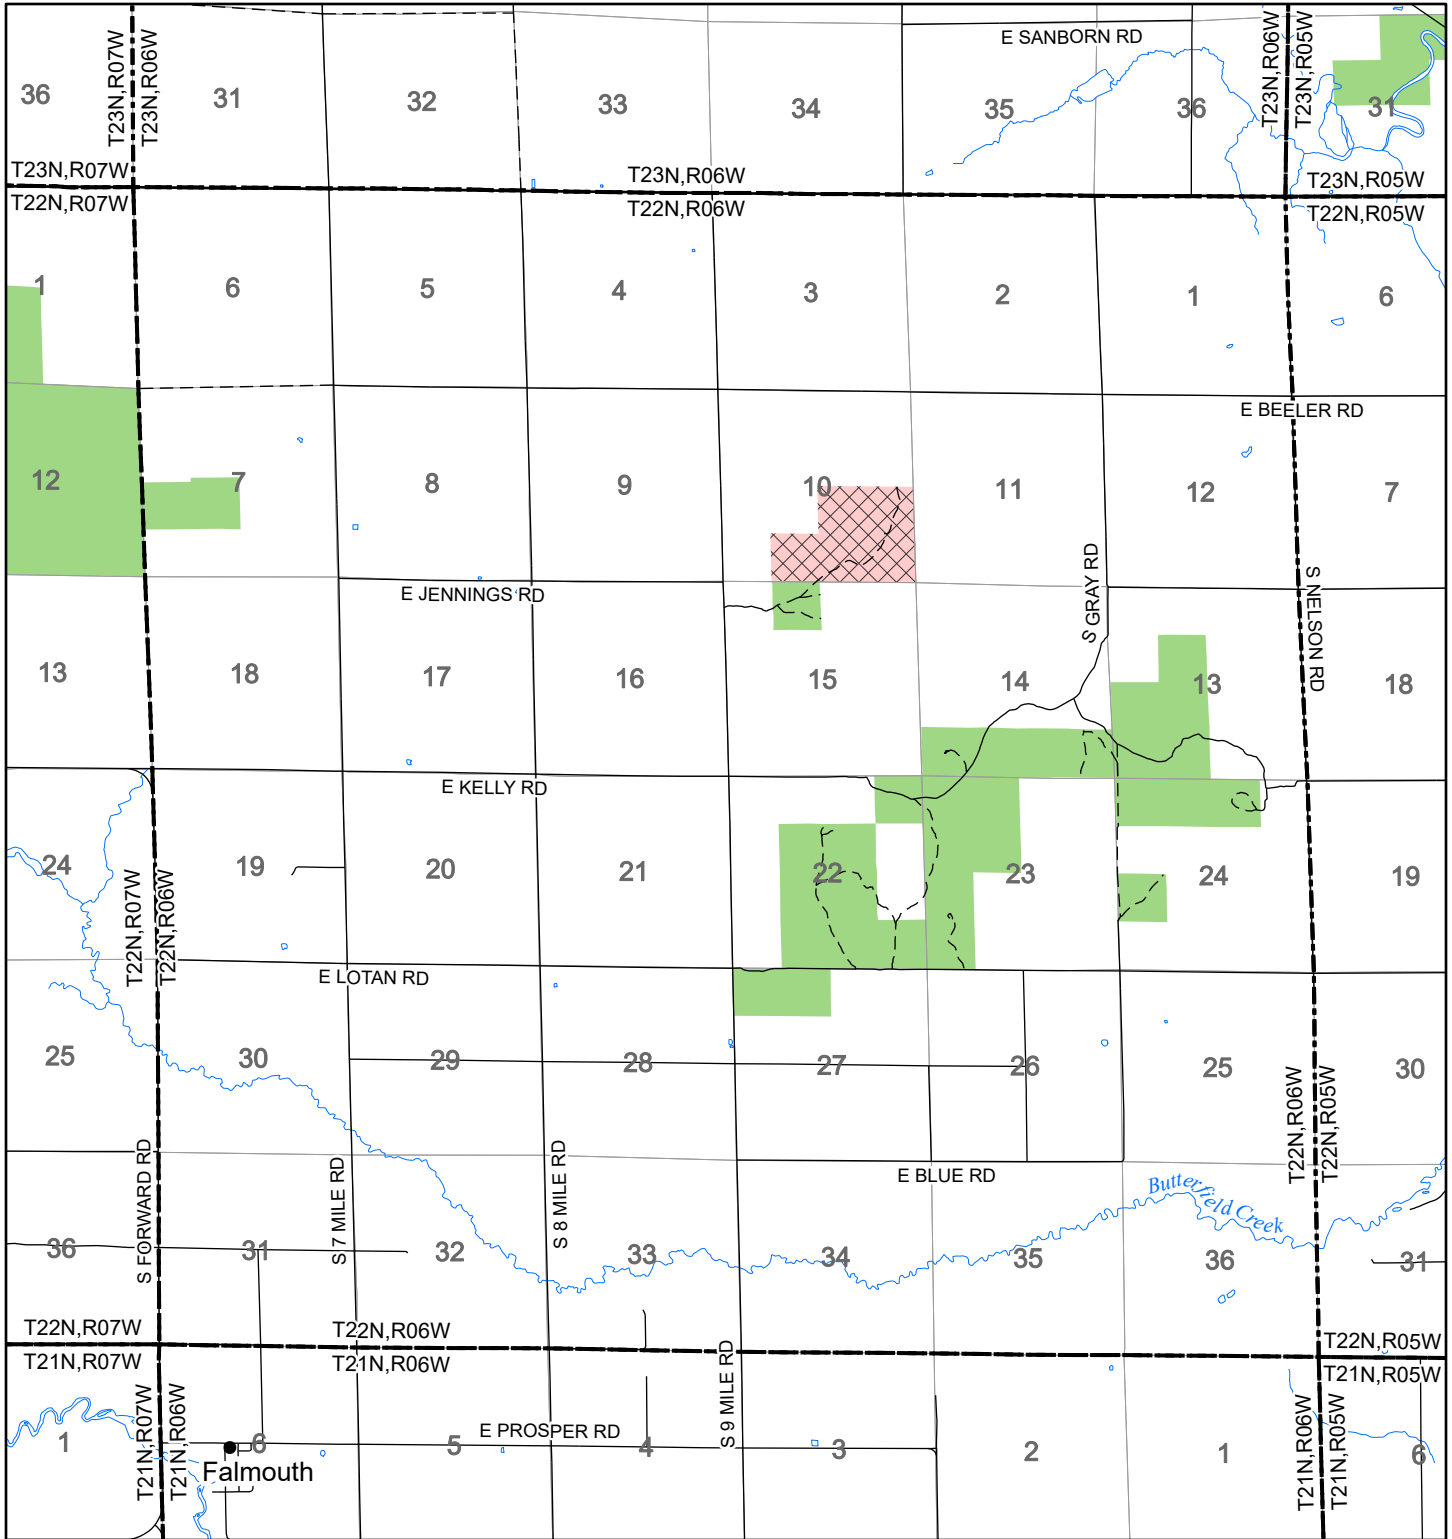 E SANBORN RD
T23N,R07W
T23N,R06W
T23N,R06W
T23N,R05W
36
31
32
33
34
35
36
31
T23N,R07W
T23N,R06W
T23N,R05W
T22N,R07W
T22N,R06W
T22N,R05W
1
6
5
4
3
2
1
6
E BEELER RD
12
7
8
9
10
11
12
7
E JENNINGS RD
S GRAY RD
S NELSON RD
13
18
17
16
15
14
13
18
E KELLY RD
24
19
20
21
22
23
24
19
T22N,R07W
T22N,R06W
E LOTAN RD
25
30
29
28
27
26
25
30
T22N,R06W
T22N,R05W
S FORWARD RD
S 7 MILE RD
S 8 MILE RD
E BLUE RD
Butterfield Creek
36
31
32
33
34
35
36
31
T22N,R07W
T22N,R06W
T22N,R05W
T21N,R07W
T21N,R06W
T21N,R05W
S 9 MILE RD
T21N,R07W
T21N,R06W
T21N,R06W
T21N,R05W
E PROSPER RD
1
6
5
4
3
2
1
6
Falmouth